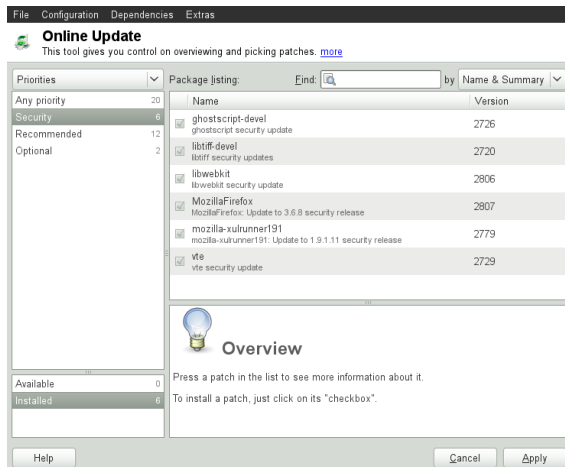 File Configuration Dependencies Extras
Online Update
This tool gives you control on overviewing and picking patches. more
Priorities
Any priority 20
Security 6
Recommended 12
Optional 2
Available 0
Installed 6
Package listing: Find: by Name & Summary
Name Version
ghostscript-devel 2726
ghostscript security update
libtiff-devel 2720
libtiff security updates
libwebkit 2806
libwebkit security update
MozillaFirefox 2807
MozillaFirefox: Update to 3.6.8 security release
mozilla-xulrunner191 2779
mozilla-xulrunner191: Update to 1.9.1.11 security release
vte 2729
vte security update
Overview
Press a patch in the list to see more information about it.
To install a patch, just click on its "checkbox".
Help Cancel Apply